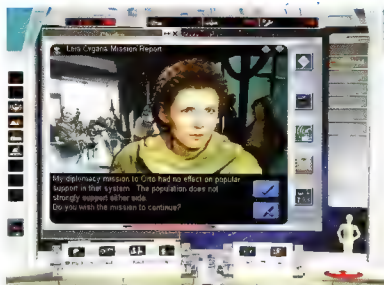 Leia Organa Mission Report
My diplomacy mission to Orto had no effect on popular
support in that system. The population does not
strongly support either side.
Do you wish the mission to continue?